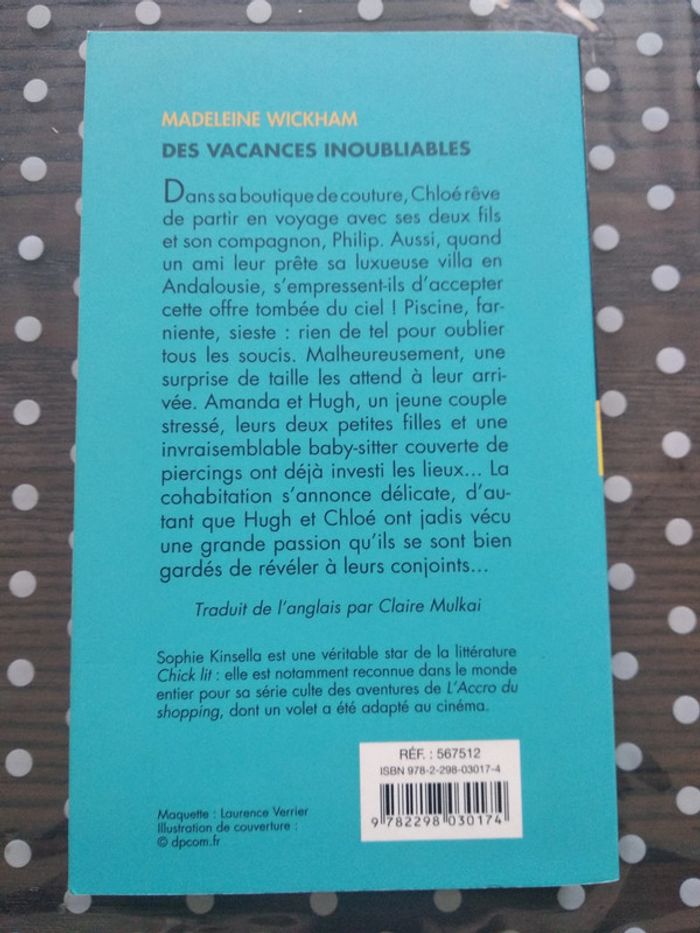 MADELEINE WICKHAM
DES VACANCES INOUBLIABLES
Dans sa boutique de couture, Chloé rêve
de partir en voyage avec ses deux fils
et son compagnon, Philip. Aussi, quand
un ami leur prête sa luxueuse villa en
Andalousie, s'empressent-ils d'accepter
cette offre tombée du ciel ! Piscine, far-
niente, sieste : rien de tel pour oublier
tous les soucis. Malheureusement, une
surprise de taille les attend à leur arri-
vée. Amanda et Hugh, un jeune couple
stressé, leurs deux petites filles et une
invraisemblable baby-sitter couverte de
piercings ont déjà investi les lieux... La
cohabitation s'annonce délicate, d'au-
tant que Hugh et Chloé ont jadis vécu
une grande passion qu'ils se sont bien
gardés de révéler à leurs conjoints...
Traduit de l'anglais par Claire Mulkai
Sophie Kinsella est une véritable star de la littérature
Chick lit : elle est notamment reconnue dans le monde
entier pour sa série culte des aventures de L'Accro du
shopping, dont un volet a été adapté au cinéma.
RÉF. : 567512
ISBN 978-2-298-03017-4
9 782298 030174
Maquette : Laurence Verrier
Illustration de couverture :
© dpcom.fr